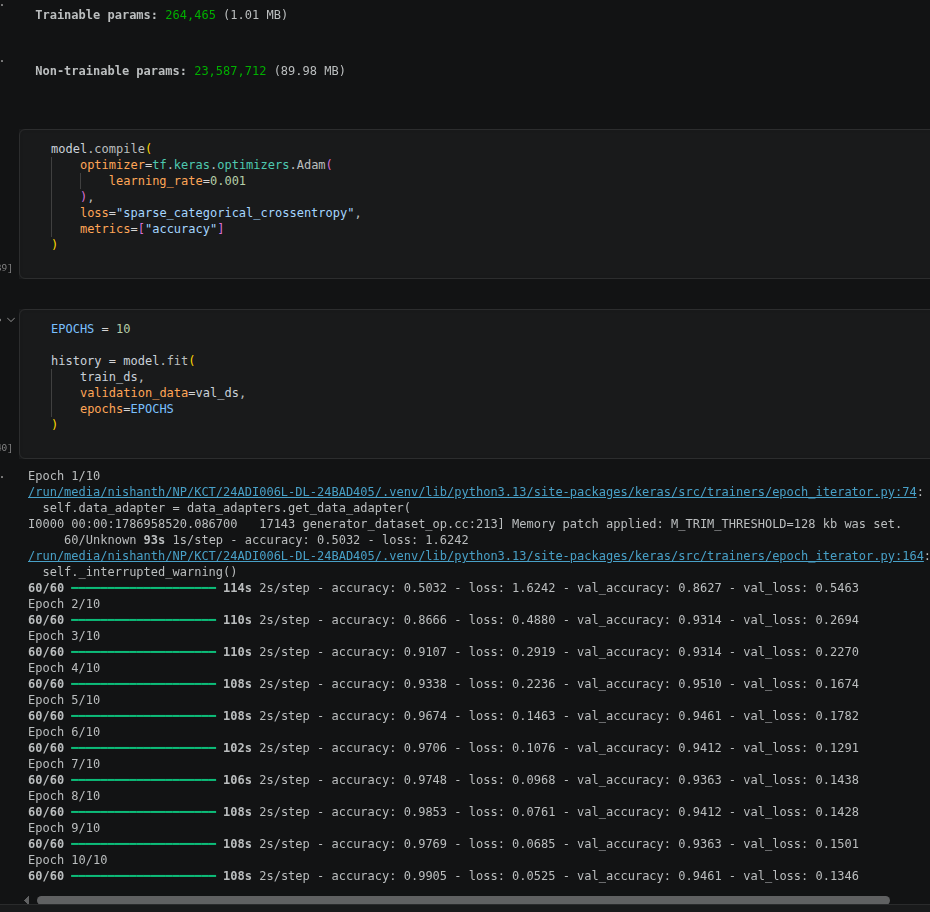 Trainable params: 264,465 (1.01 MB)
Non-trainable params: 23,587,712 (89.98 MB)
model.compile(
optimizer=tf.keras.optimizers.Adam(
learning_rate=0.001
),
loss="sparse_categorical_crossentropy",
metrics=["accuracy"]
)
9]
EPOCHS = 10
history = model.fit(
train_ds,
validation_data=val_ds,
epochs=EPOCHS
)
0]
Epoch 1/10
/run/media/nishanth/NP/KCT/24ADI006L-DL-24BAD405/.venv/lib/python3.13/site-packages/keras/src/trainers/epoch_iterator.py:74:
self.data_adapter = data_adapters.get_data_adapter(
I0000 00:00:1786958520.086700   17143 generator_dataset_op.cc:213] Memory patch applied: M_TRIM_THRESHOLD=128 kb was set.
60/Unknown 93s 1s/step - accuracy: 0.5032 - loss: 1.6242
/run/media/nishanth/NP/KCT/24ADI006L-DL-24BAD405/.venv/lib/python3.13/site-packages/keras/src/trainers/epoch_iterator.py:164:
self._interrupted_warning()
60/60 114s 2s/step - accuracy: 0.5032 - loss: 1.6242 - val_accuracy: 0.8627 - val_loss: 0.5463
Epoch 2/10
60/60 110s 2s/step - accuracy: 0.8666 - loss: 0.4880 - val_accuracy: 0.9314 - val_loss: 0.2694
Epoch 3/10
60/60 110s 2s/step - accuracy: 0.9107 - loss: 0.2919 - val_accuracy: 0.9314 - val_loss: 0.2270
Epoch 4/10
60/60 108s 2s/step - accuracy: 0.9338 - loss: 0.2236 - val_accuracy: 0.9510 - val_loss: 0.1674
Epoch 5/10
60/60 108s 2s/step - accuracy: 0.9674 - loss: 0.1463 - val_accuracy: 0.9461 - val_loss: 0.1782
Epoch 6/10
60/60 102s 2s/step - accuracy: 0.9706 - loss: 0.1076 - val_accuracy: 0.9412 - val_loss: 0.1291
Epoch 7/10
60/60 106s 2s/step - accuracy: 0.9748 - loss: 0.0968 - val_accuracy: 0.9363 - val_loss: 0.1438
Epoch 8/10
60/60 108s 2s/step - accuracy: 0.9853 - loss: 0.0761 - val_accuracy: 0.9412 - val_loss: 0.1428
Epoch 9/10
60/60 108s 2s/step - accuracy: 0.9769 - loss: 0.0685 - val_accuracy: 0.9363 - val_loss: 0.1501
Epoch 10/10
60/60 108s 2s/step - accuracy: 0.9905 - loss: 0.0525 - val_accuracy: 0.9461 - val_loss: 0.1346